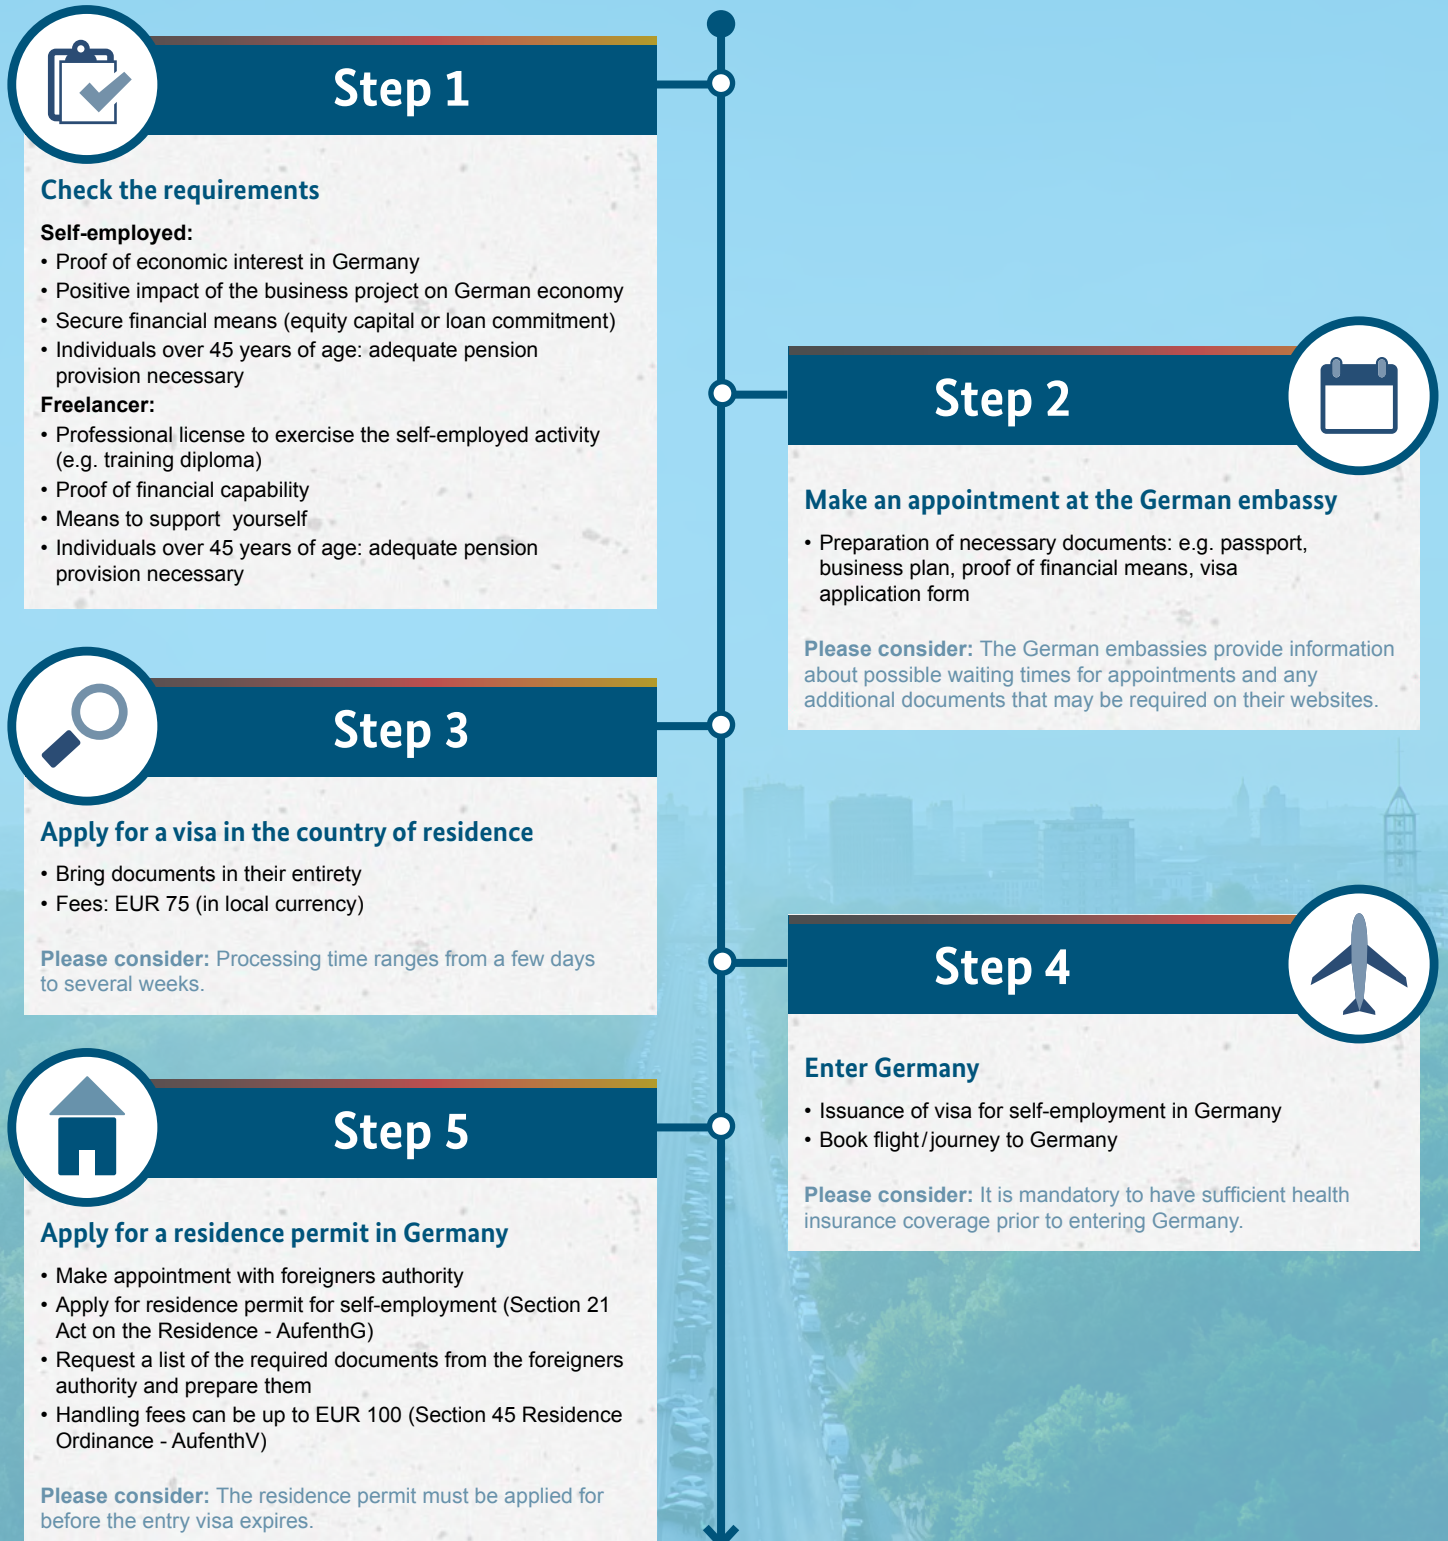 Step 1
Check the requirements
Self-employed:
• Proof of economic interest in Germany
• Positive impact of the business project on German economy
• Secure financial means (equity capital or loan commitment)
• Individuals over 45 years of age: adequate pension
provision necessary
Freelancer:
• Professional license to exercise the self-employed activity
(e.g. training diploma)
• Proof of financial capability
• Means to support yourself
• Individuals over 45 years of age: adequate pension
provision necessary
Step 2
Make an appointment at the German embassy
• Preparation of necessary documents: e.g. passport,
business plan, proof of financial means, visa
application form
Please consider: The German embassies provide information
about possible waiting times for appointments and any
additional documents that may be required on their websites.
Step 3
Apply for a visa in the country of residence
• Bring documents in their entirety
• Fees: EUR 75 (in local currency)
Please consider: Processing time ranges from a few days
to several weeks.
Step 4
Enter Germany
• Issuance of visa for self-employment in Germany
• Book flight/journey to Germany
Please consider: It is mandatory to have sufficient health
insurance coverage prior to entering Germany.
Step 5
Apply for a residence permit in Germany
• Make appointment with foreigners authority
• Apply for residence permit for self-employment (Section 21
Act on the Residence - AufenthG)
• Request a list of the required documents from the foreigners
authority and prepare them
• Handling fees can be up to EUR 100 (Section 45 Residence
Ordinance - AufenthV)
Please consider: The residence permit must be applied for
before the entry visa expires.